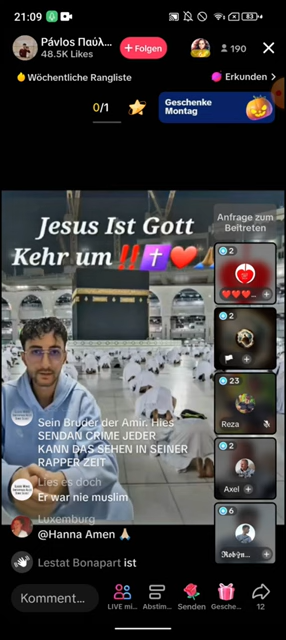 21:09
83
Pávlos Παύλ...
48.5K Likes
+ Folgen
190
Wöchentliche Rangliste
Erkunden >
0/1
Geschenke
Montag
Jesus Ist Gott
Kehr um ‼️✝️❤️🙏
Anfrage zum
Beitreten
2
❤️❤️❤️...
2
23
Reza
2
Axel
6
Sein Bruder der Amir. Hies
SENDAN CRIME JEDER
KANN DAS SEHEN IN SEINER
RAPPER ZEIT
Lies es doch
Er war nie muslim
Luxemburg
@Hanna Amen 🙏🏻
Lestat Bonapart ist
Komment...
LIVE mi...
Abstim...
Senden
Gesche...
12